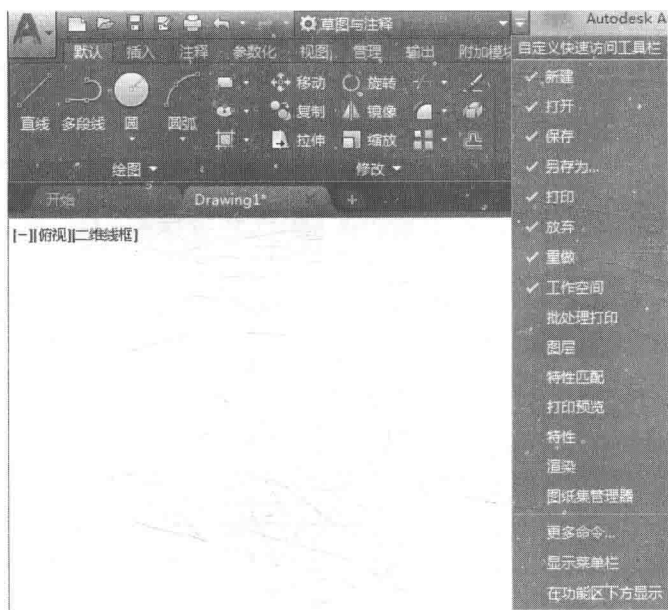 A
草图与注释
Autodesk A
默认 插入 注释 参数化 视图 管理 输出 附加模块
自定义快速访问工具栏
直线 多段线 圆 圆弧
移动 旋转
复制 镜像
拉伸 缩放
绘图 修改
开始 Drawing1* +
[-][俯视][二维线框]
新建
打开
保存
另存为...
打印
放弃
重做
工作空间
批处理打印
图层
特性匹配
打印预览
特性
渲染
图纸集管理器
更多命令...
显示菜单栏
在功能区下方显示